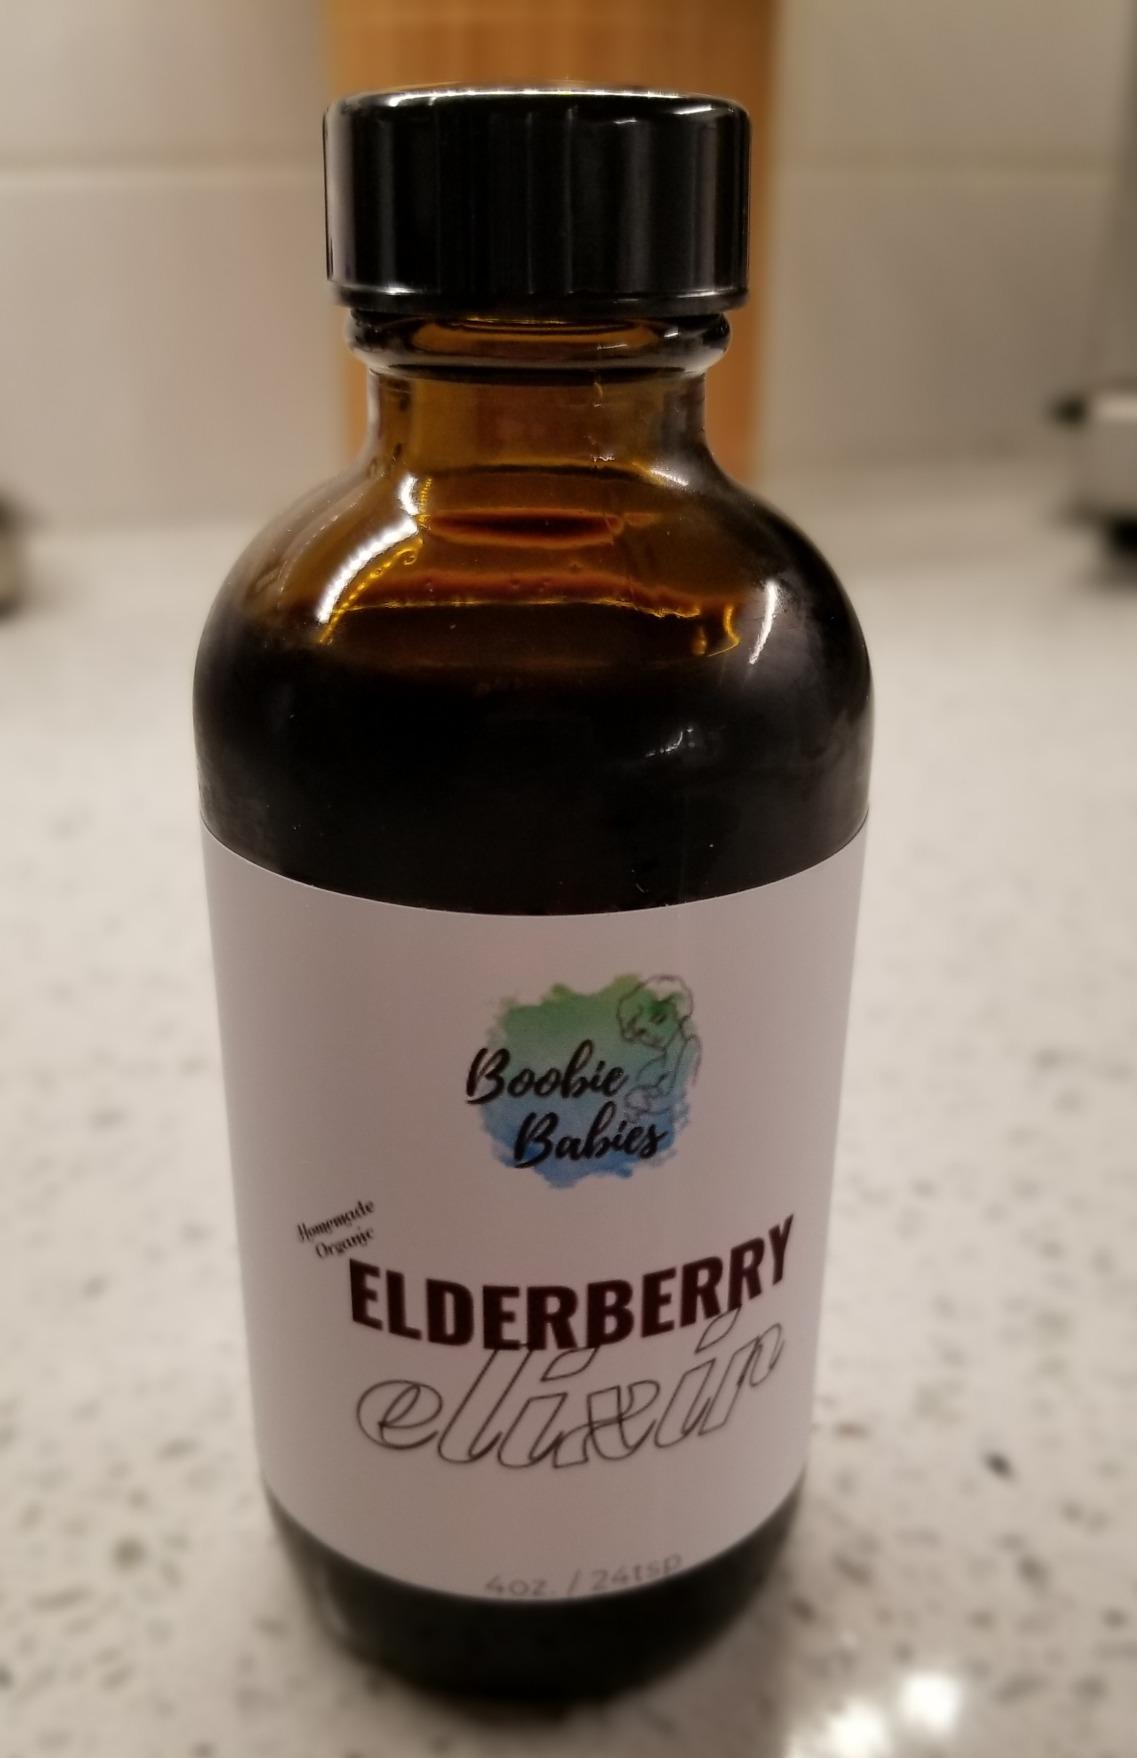 Boobie
Babies
Homemade
Organic
ELDERBERRY
elixir
4oz. / 24tsp